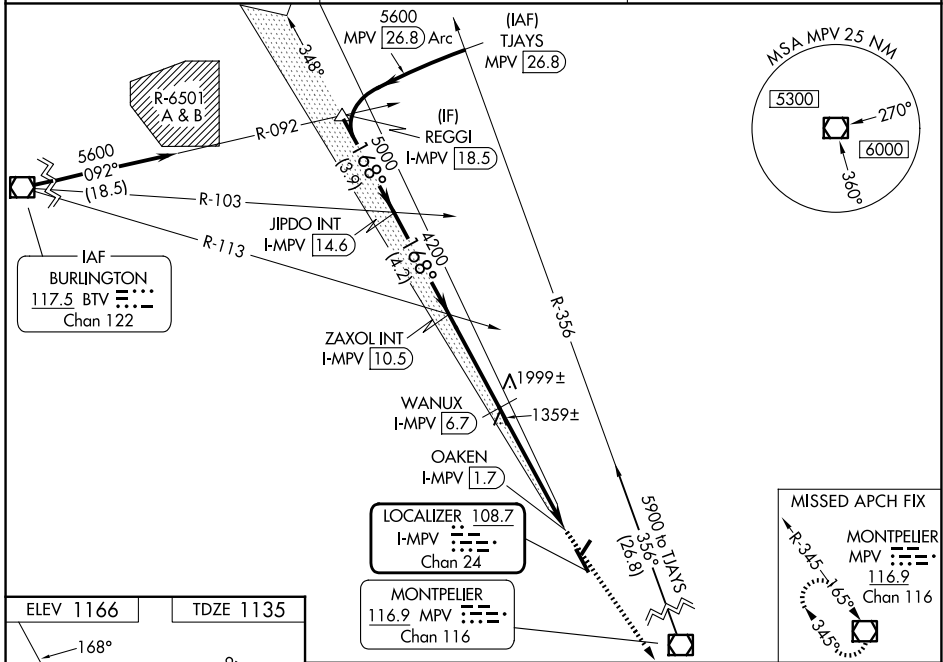 5600
MPV 26.8 Arc
(IAF)
TJAYS
MPV 26.8
348°
R-6501
A & B
R-092
(IF)
REGGI
I-MPV 18.5
5600
092°
(18.5)
5000
168°
(3.9)
R-103
JIPDO INT
I-MPV 14.6
R-113
4200
168°
(4.2)
IAF
BURLINGTON
117.5 BTV
Chan 122
ZAXOL INT
I-MPV 10.5
R-356
1999±
WANUX
I-MPV 6.7
1359±
OAKEN
I-MPV 1.7
LOCALIZER 108.7
I-MPV
Chan 24
MONTPELIER
116.9 MPV
Chan 116
5900 to TJAYS
356°
(26.8)
MSA MPV 25 NM
5300
270°
6000
360°
MISSED APCH FIX
MONTPELIER
MPV
116.9
Chan 116
R-345
165°
345°
ELEV 1166
TDZE 1135
168°